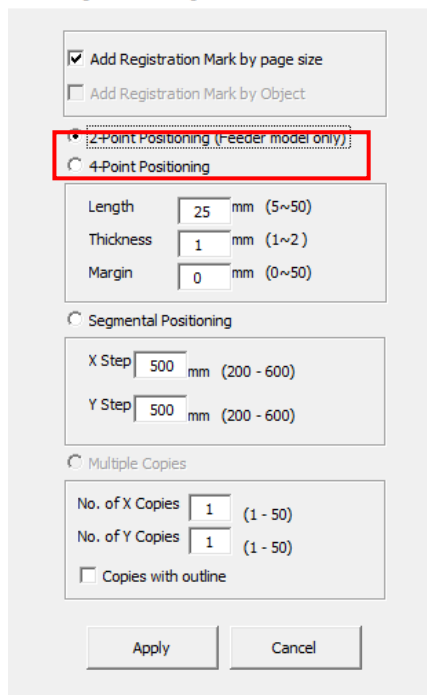 Add Registration Mark by page size
Add Registration Mark by Object
2-Point Positioning (Feeder model only)
4-Point Positioning
Length 25 mm (5~50)
Thickness 1 mm (1~2 )
Margin 0 mm (0~50)
Segmental Positioning
X Step 500 mm (200 - 600)
Y Step 500 mm (200 - 600)
Multiple Copies
No. of X Copies 1 (1 - 50)
No. of Y Copies 1 (1 - 50)
Copies with outline
Apply Cancel